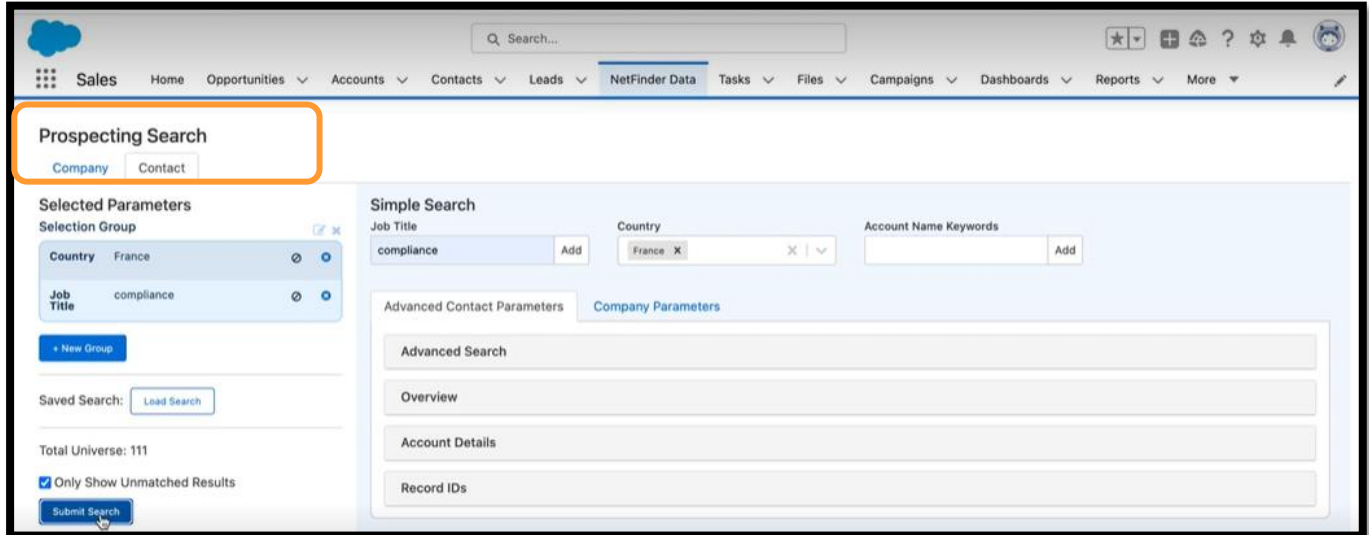 Search...
Sales Home Opportunities Accounts Contacts Leads NetFinder Data Tasks Files Campaigns Dashboards Reports More
Prospecting Search
Company Contact
Selected Parameters
Selection Group
Country France
Job Title compliance
+ New Group
Saved Search: Load Search
Total Universe: 111
Only Show Unmatched Results
Submit Search
Simple Search
Job Title Country Account Name Keywords
compliance Add France X Add
Advanced Contact Parameters Company Parameters
Advanced Search
Overview
Account Details
Record IDs